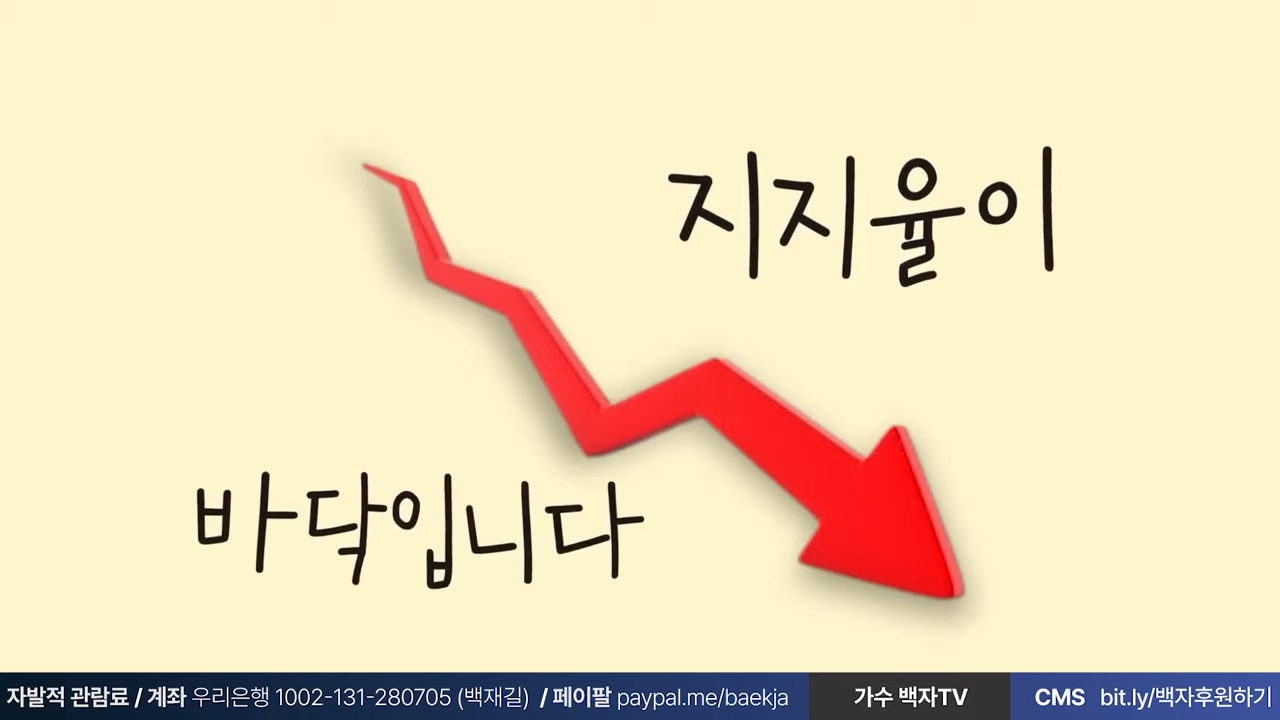 지지율이
바닥입니다
자발적 관람료 / 계좌 우리은행 1002-131-280705 (백재길) / 페이팔 paypal.me/baekja 가수 백자TV CMS bit.ly/백자후원하기